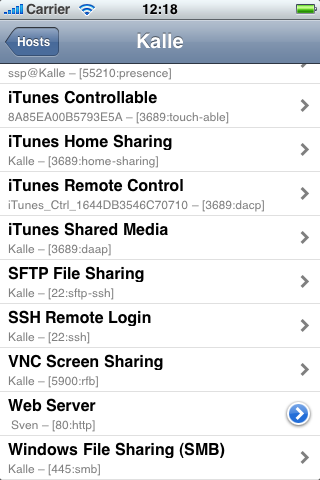 Carrier 12:18
Hosts Kalle
ssp@Kalle – [55210:presence]
iTunes Controllable
8A85EA00B5793E5A – [3689:touch-able]
iTunes Home Sharing
Kalle – [3689:home-sharing]
iTunes Remote Control
iTunes_Ctrl_1644DB3546C70710 – [3689:dacp]
iTunes Shared Media
Kalle – [3689:daap]
SFTP File Sharing
Kalle – [22:sftp-ssh]
SSH Remote Login
Kalle – [22:ssh]
VNC Screen Sharing
Kalle – [5900:rfb]
Web Server
Sven – [80:http]
Windows File Sharing (SMB)
Kalle – [445:smb]